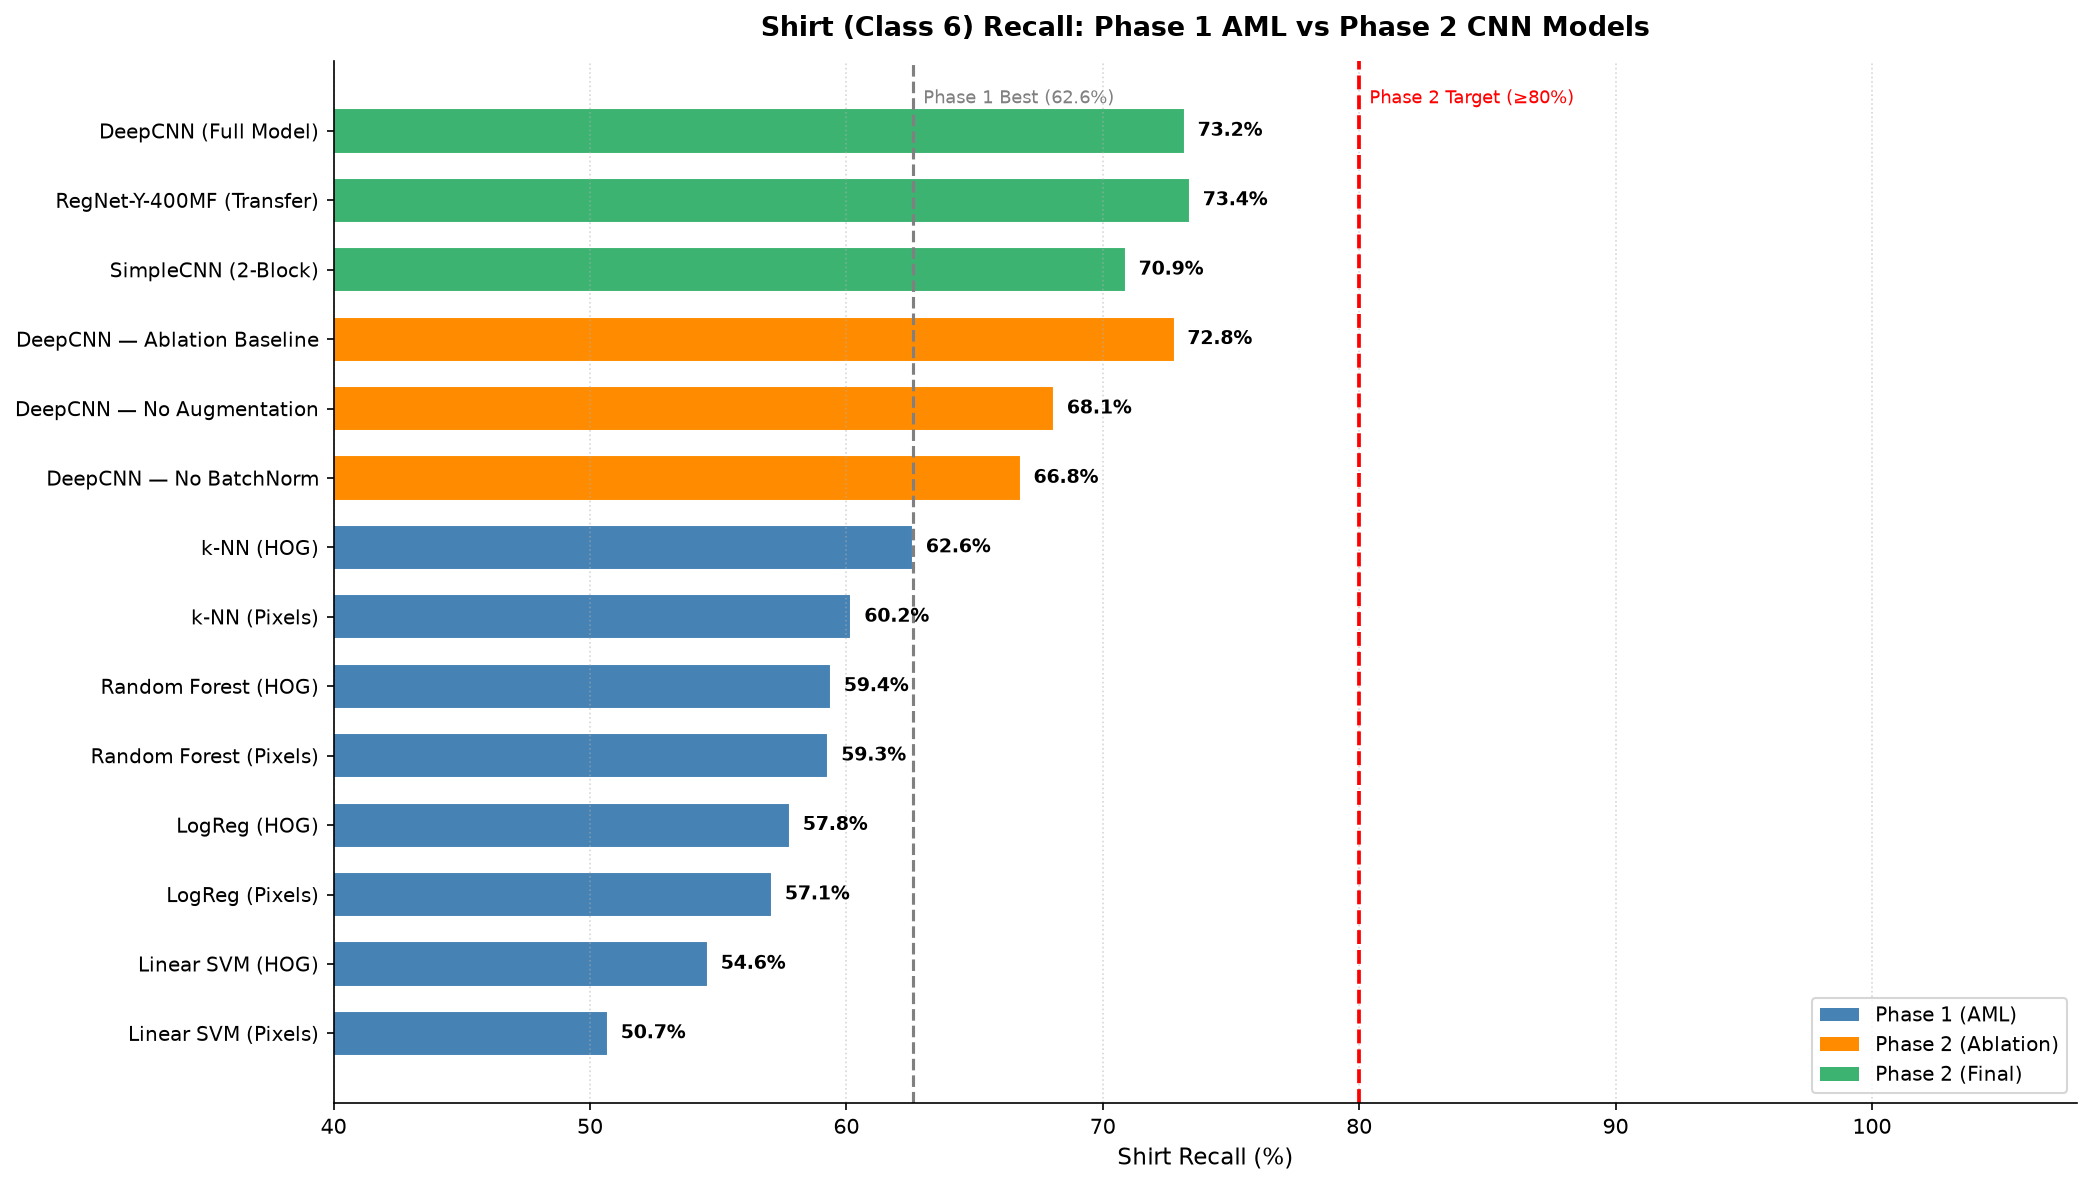 Shirt (Class 6) Recall: Phase 1 AML vs Phase 2 CNN Models
Phase 1 Best (62.6%)
Phase 2 Target (≥80%)
DeepCNN (Full Model)
73.2%
RegNet-Y-400MF (Transfer)
73.4%
SimpleCNN (2-Block)
70.9%
DeepCNN — Ablation Baseline
72.8%
DeepCNN — No Augmentation
68.1%
DeepCNN — No BatchNorm
66.8%
k-NN (HOG)
62.6%
k-NN (Pixels)
60.2%
Random Forest (HOG)
59.4%
Random Forest (Pixels)
59.3%
LogReg (HOG)
57.8%
LogReg (Pixels)
57.1%
Linear SVM (HOG)
54.6%
Linear SVM (Pixels)
50.7%
Phase 1 (AML)
Phase 2 (Ablation)
Phase 2 (Final)
40 50 60 70 80 90 100
Shirt Recall (%)